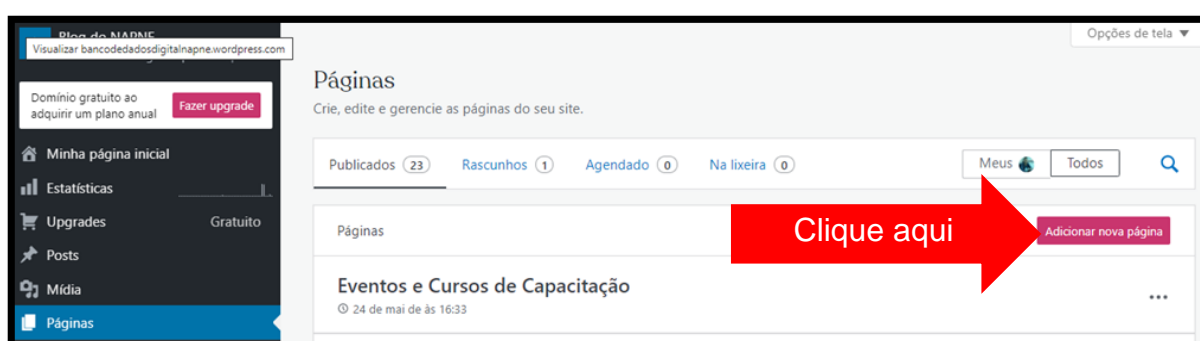 Blog do NAPNE
Visualizar bancodedadosdigitalnapne.wordpress.com
Domínio gratuito ao
adquirir um plano anual
Fazer upgrade
Minha página inicial
Estatísticas
Upgrades Gratuito
Posts
Mídia
Páginas
Opções de tela ▼
Páginas
Crie, edite e gerencie as páginas do seu site.
Publicados 23 Rascunhos 1 Agendado 0 Na lixeira 0 Meus Todos
Páginas
Clique aqui
Adicionar nova página
Eventos e Cursos de Capacitação
24 de mai de às 16:33